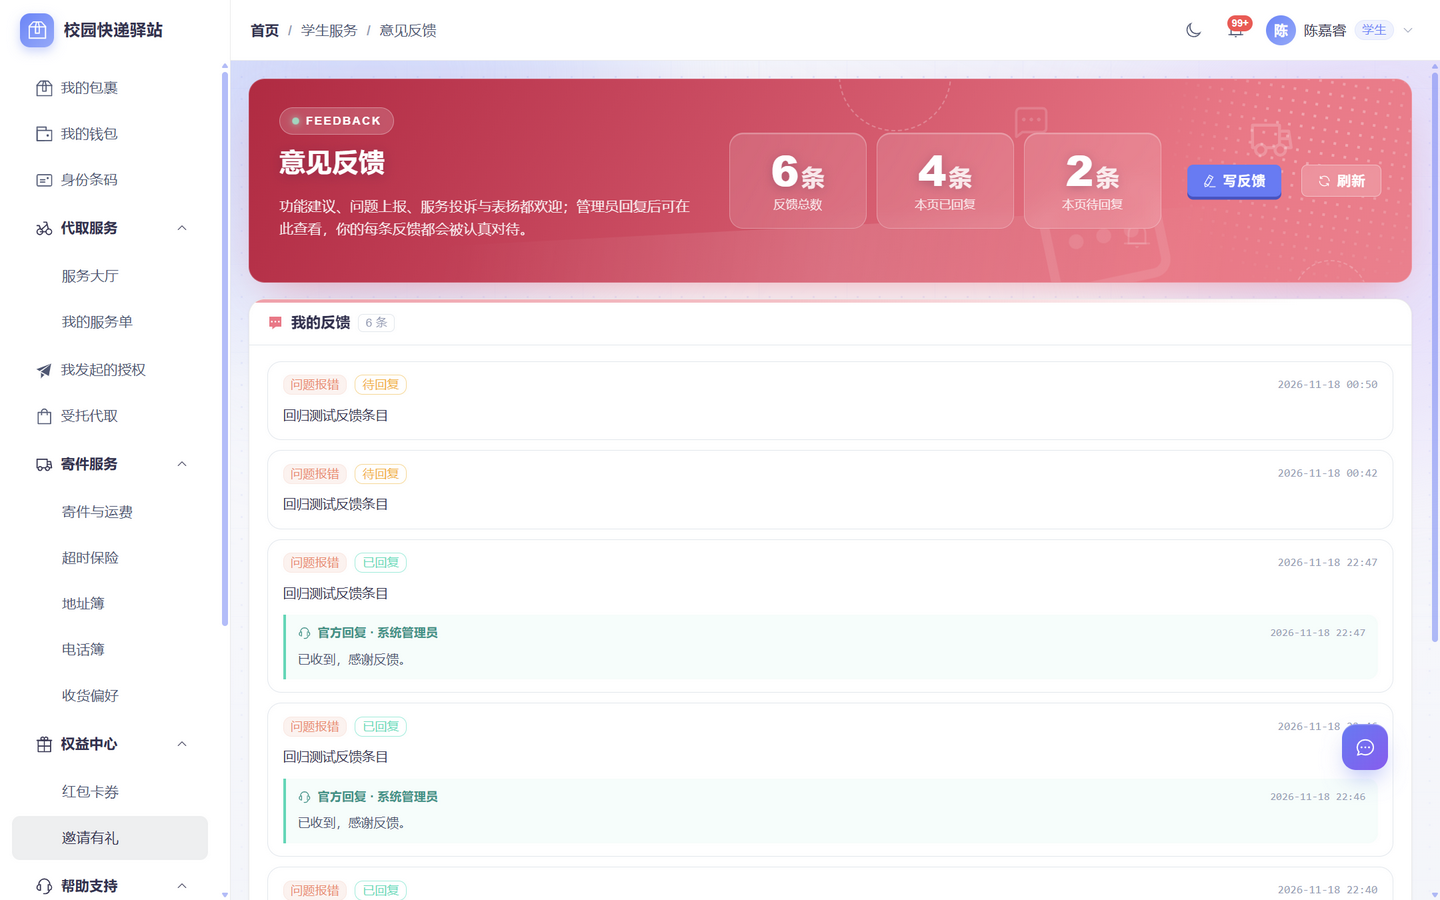 校园快递驿站
首页 / 学生服务 / 意见反馈
99+
陈
陈嘉睿
学生
我的包裹
我的钱包
身份条码
代取服务
服务大厅
我的服务单
我发起的授权
受托代取
寄件服务
寄件与运费
超时保险
地址簿
电话簿
收货偏好
权益中心
红包卡券
邀请有礼
帮助支持
FEEDBACK
意见反馈
功能建议、问题上报、服务投诉与表扬都欢迎；管理员回复后可在
此查看，你的每条反馈都会被认真对待。
6条
反馈总数
4条
本页已回复
2条
本页待回复
写反馈
刷新
我的反馈 6 条
问题报错 待回复 2026-11-18 00:50
回归测试反馈条目
问题报错 待回复 2026-11-18 00:42
回归测试反馈条目
问题报错 已回复 2026-11-18 22:47
回归测试反馈条目
官方回复 · 系统管理员 2026-11-18 22:47
已收到，感谢反馈。
问题报错 已回复 2026-11-18
回归测试反馈条目
官方回复 · 系统管理员 2026-11-18 22:46
已收到，感谢反馈。
问题报错 已回复 2026-11-18 22:40